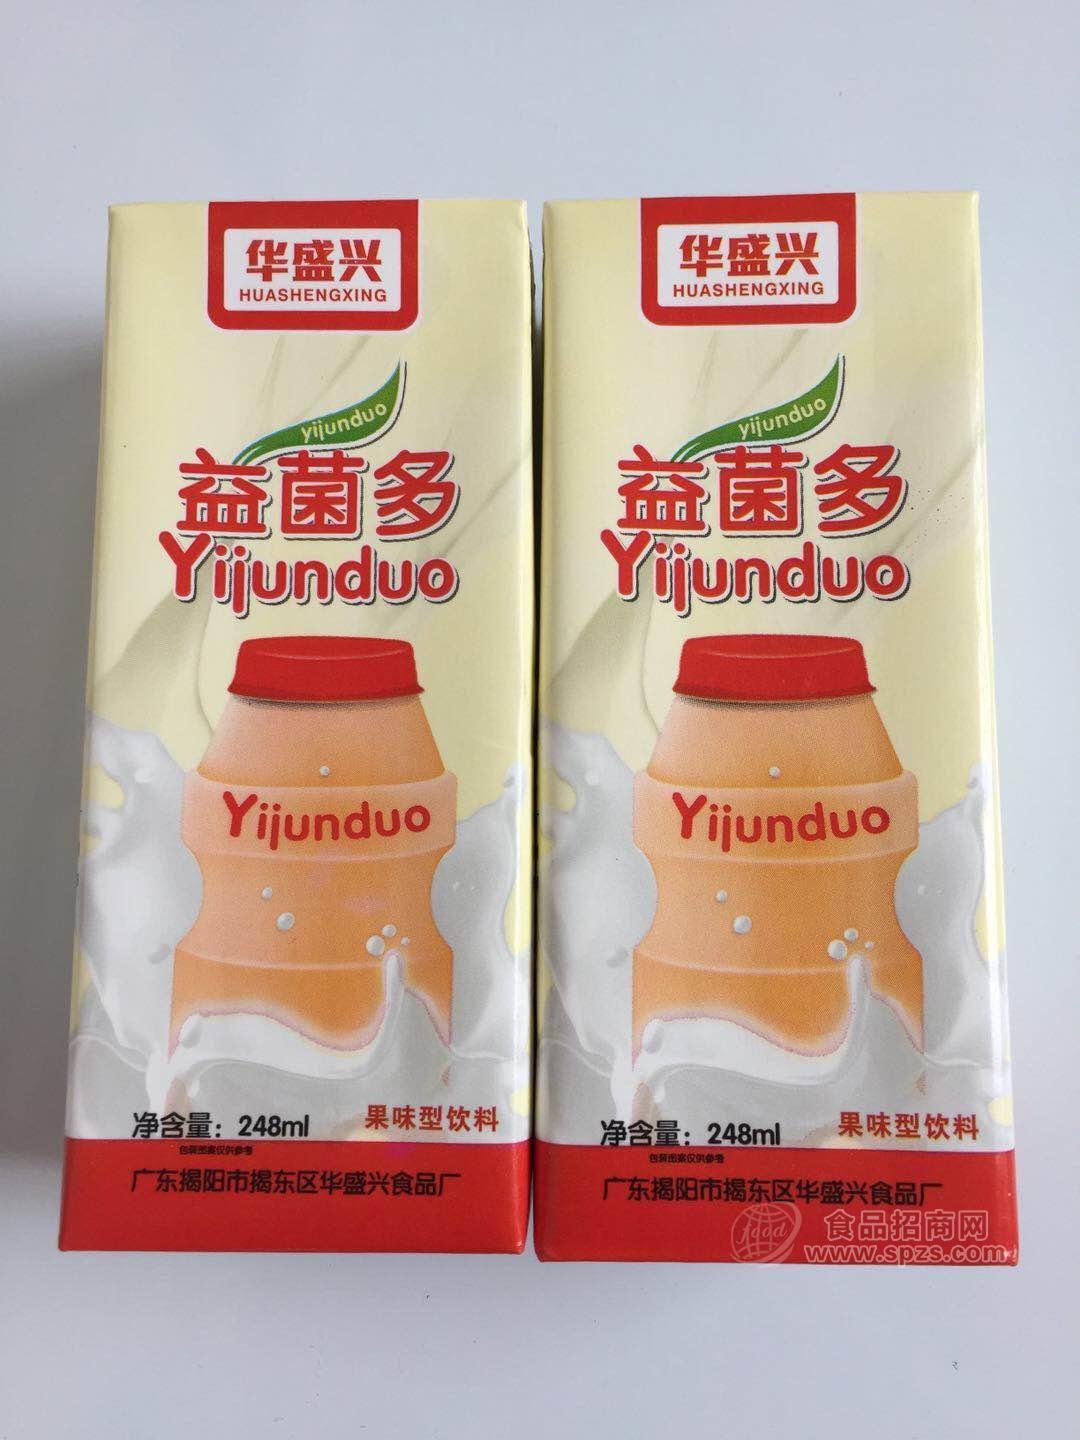 华盛兴
HUASHENGXING
yijunduo
益菌多
Yijunduo
Yijunduo
净含量：248ml
果味型饮料
包装图案仅供参考
广东揭阳市揭东区华盛兴食品厂
华盛兴
HUASHENGXING
yijunduo
益菌多
Yijunduo
Yijunduo
净含量：248ml
果味型饮料
包装图案仅供参考
广东揭阳市揭东区华盛兴食品厂
食品招商网
www.spzs.com